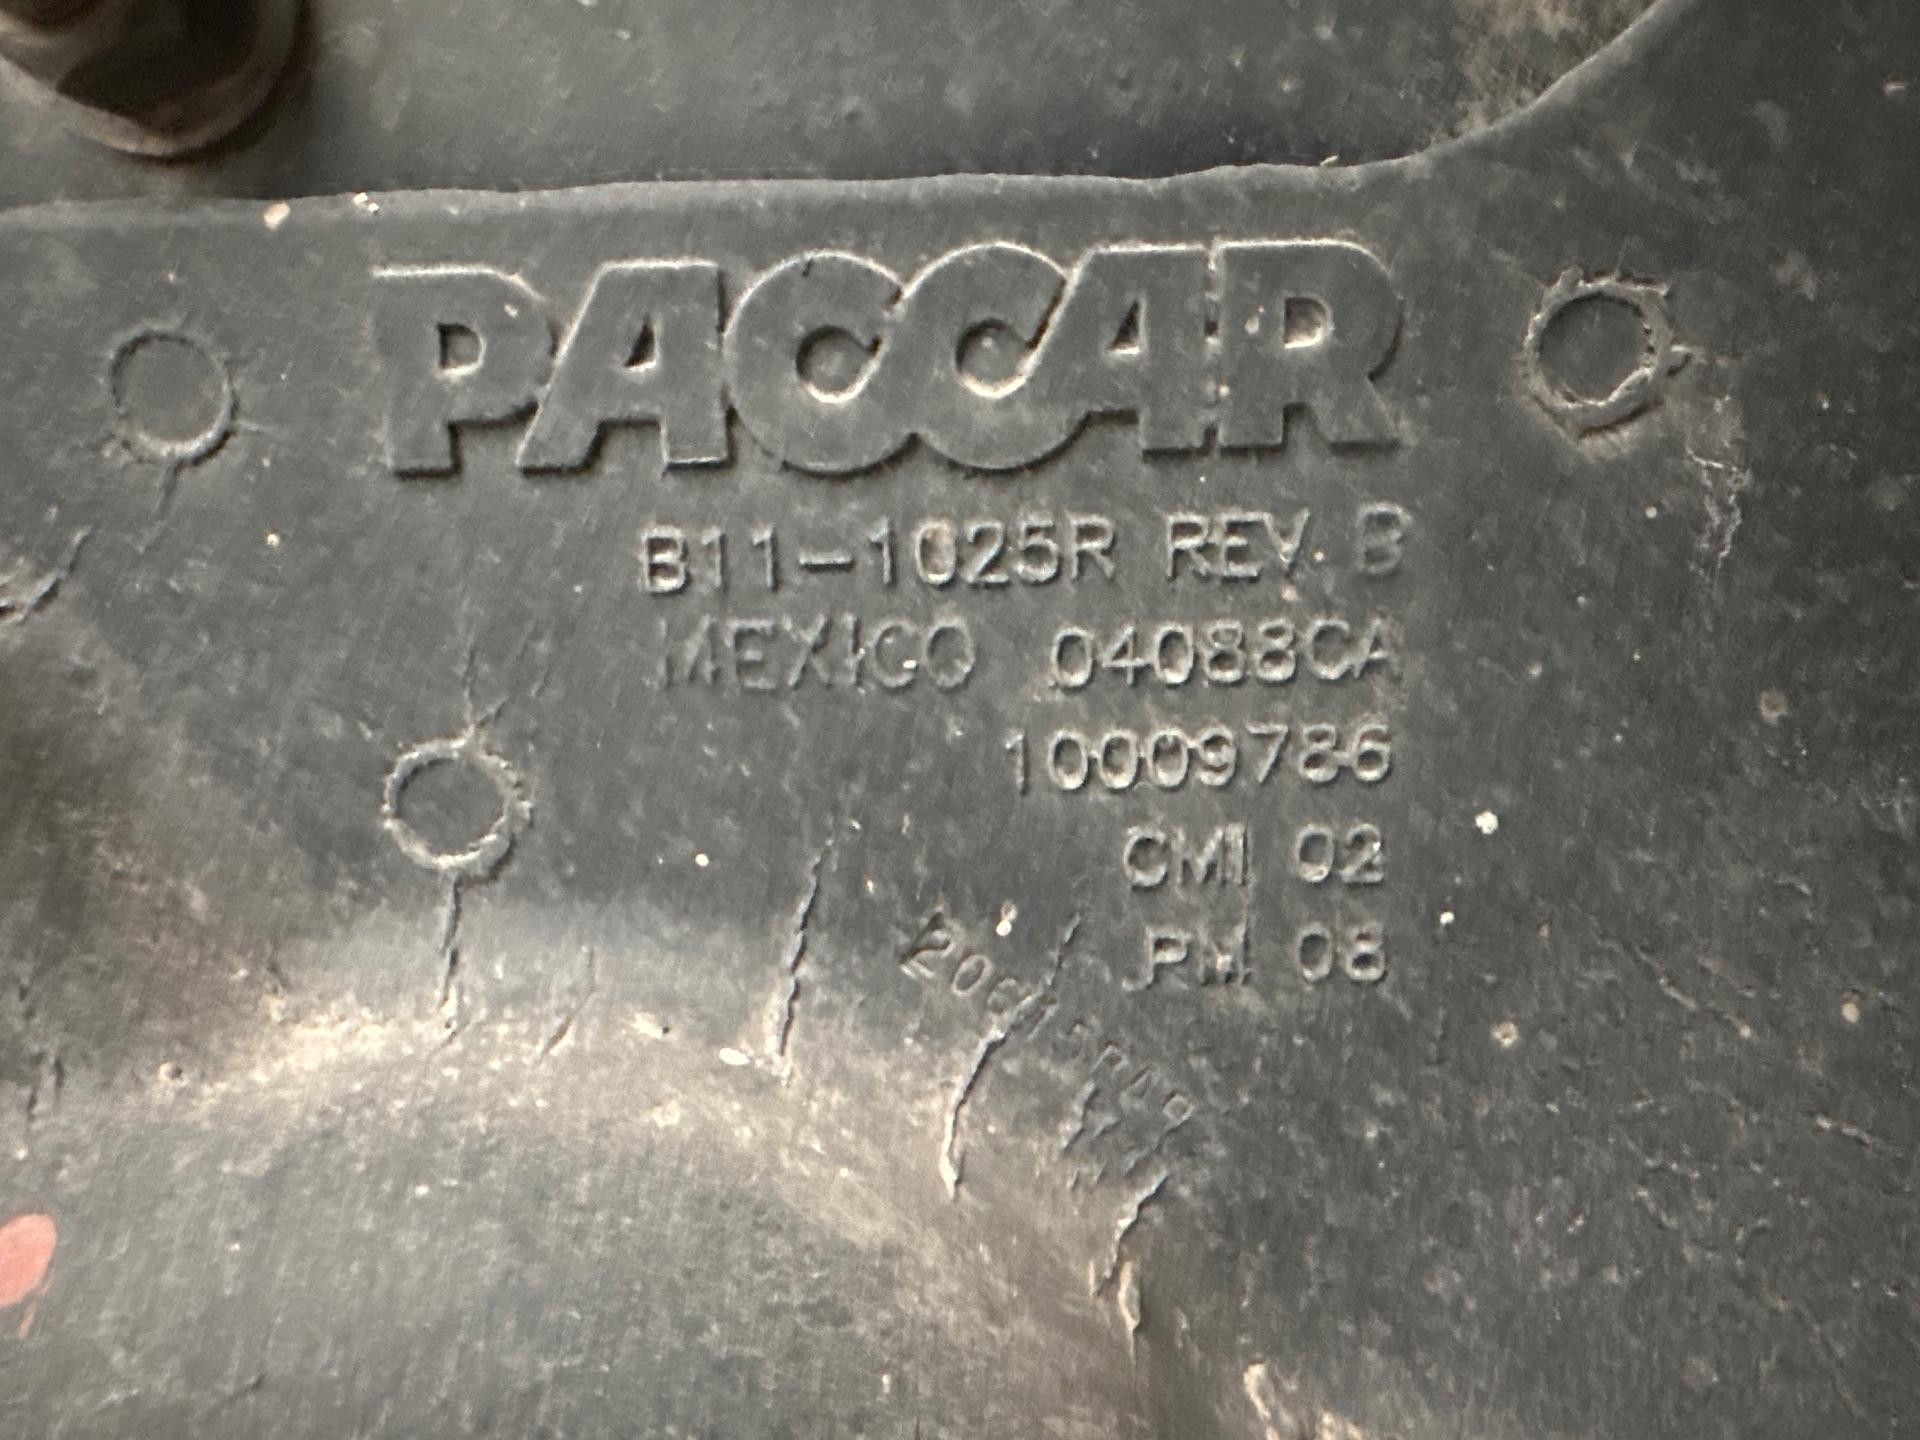 PACCAR
B11-1025R REV. B
MEXICO 04088CA
10009786
CMI 02
PM 08